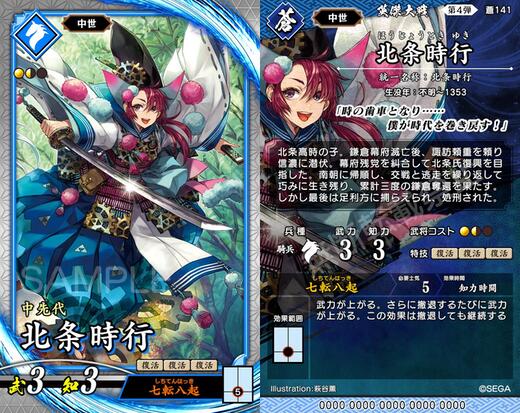 中世
SAMPLE
中先代
北条時行
復活 復活 復活
武3 知3
しちてんはっき
七転八起
5
蒼
中世
英傑大戦
第4弾
蒼141
ほうじょうとき ゆき
北条時行
統一名称:北条時行
生没年:不明~1353
「時の歯車となり……
僕が時代を巻き戻す!」
北条高時の子。鎌倉幕府滅亡後、諏訪頼重を頼り
信濃に潜伏。幕府残党を糾合して北条氏復興を目
指した。南朝に帰順し、交戦と逃走を繰り返して
巧みに生き残り、累計三度の鎌倉奪還を果たす。
しかし最後は足利方に捕らえられ、処刑された。
兵種 武力 知力 武将コスト
騎兵 3 3 特技 復活 復活 復活
しちてんはっき 必要士気 効果時間
七転八起 5 知力時間
効果範囲
武力が上がる。さらに撤退するたびに武力
が上がる。この効果は撤退しても継続する
Illustration:萩谷薫
©SEGA
0000 0000 0000 0000 0000